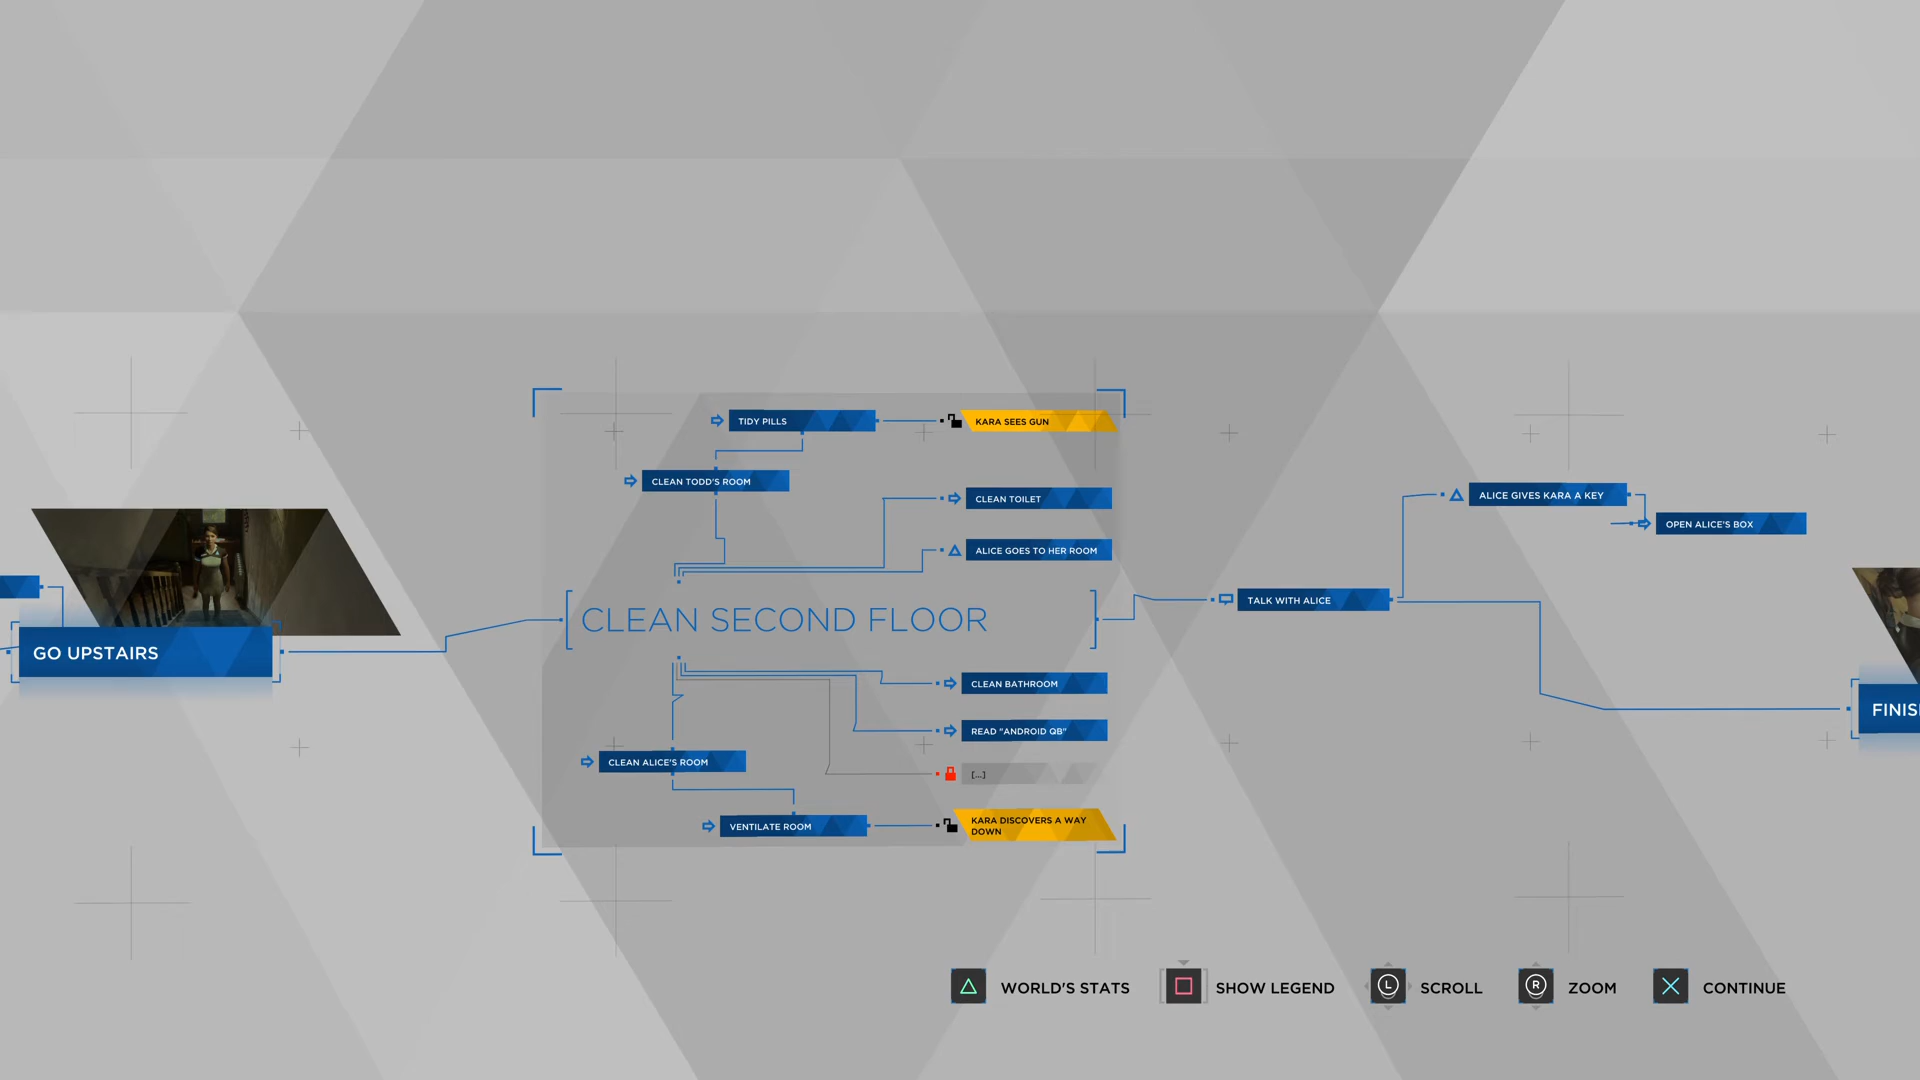 TIDY PILLS
KARA SEES GUN
CLEAN TODD'S ROOM
CLEAN TOILET
ALICE GIVES KARA A KEY
OPEN ALICE'S BOX
ALICE GOES TO HER ROOM
CLEAN SECOND FLOOR
TALK WITH ALICE
GO UPSTAIRS
CLEAN BATHROOM
FINIS
READ "ANDROID QB"
CLEAN ALICE'S ROOM
[...]
VENTILATE ROOM
KARA DISCOVERS A WAY
DOWN
WORLD'S STATS
SHOW LEGEND
L
SCROLL
R
ZOOM
CONTINUE